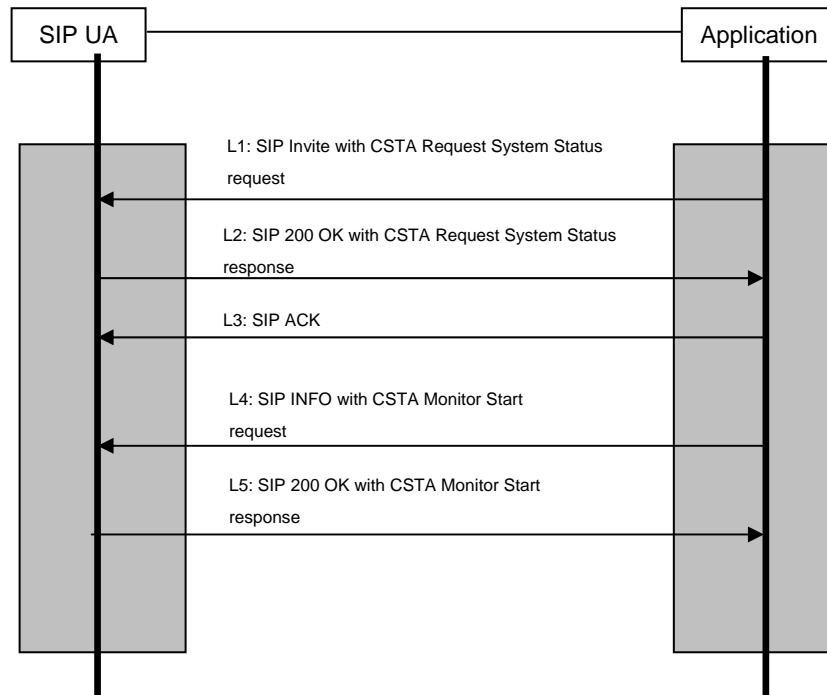 SIP UA
Application
L1: SIP Invite with CSTA Request System Status
request
L2: SIP 200 OK with CSTA Request System Status
response
L3: SIP ACK
L4: SIP INFO with CSTA Monitor Start
request
L5: SIP 200 OK with CSTA Monitor Start
response